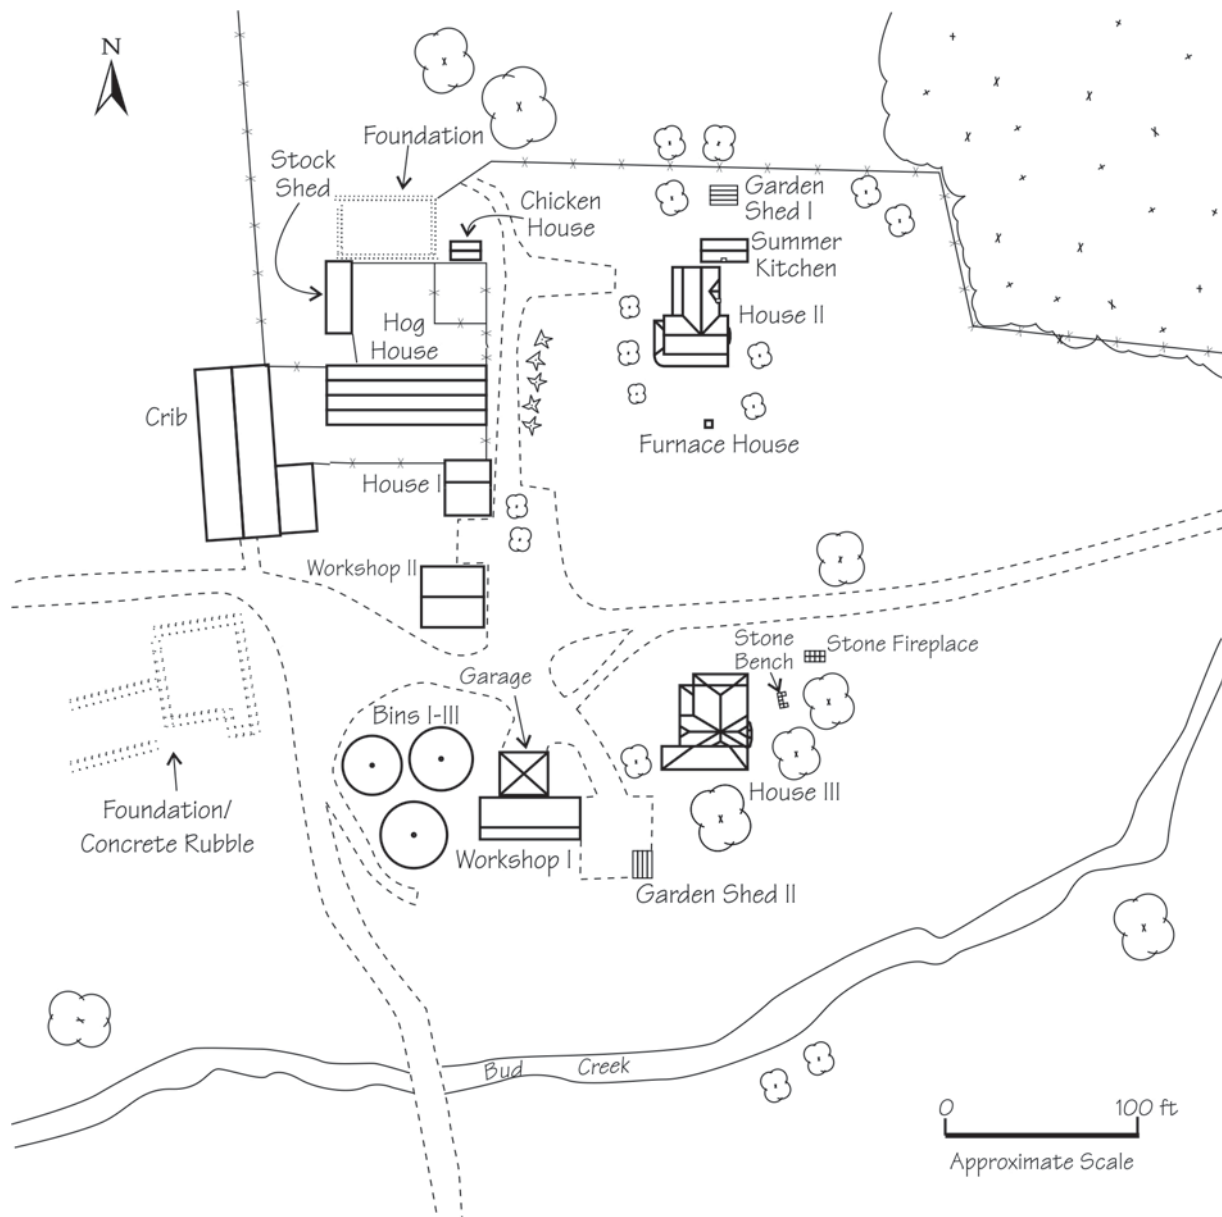 N
Foundation
Stock
Shed
Chicken
House
Garden
Shed I
Summer
Kitchen
House II
Hog
House
Crib
Furnace House
House I
Workshop II
Stone
Bench
Stone Fireplace
Garage
Bins I-III
House III
Foundation/
Concrete Rubble
Workshop I
Garden Shed II
Bud Creek
0 100 ft
Approximate Scale